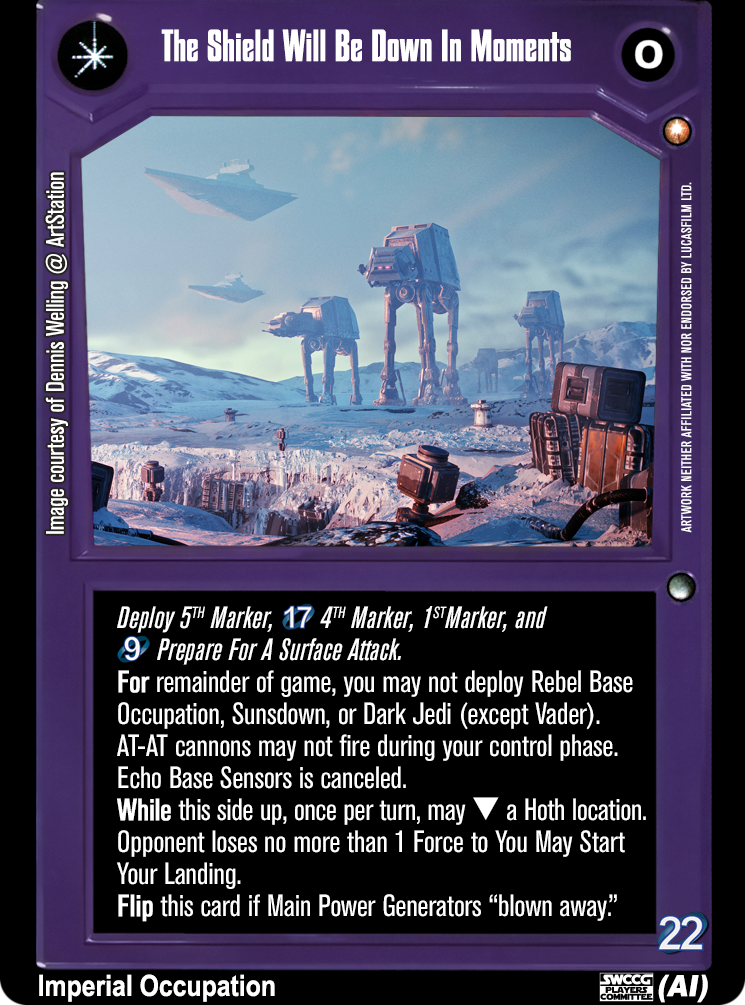 The Shield Will Be Down In Moments
O
Image courtesy of Dennis Welling @ ArtStation
ARTWORK NEITHER AFFILIATED WITH NOR ENDORSED BY LUCASFILM LTD.
Deploy 5TH Marker, 17 4TH Marker, 1STMarker, and
9 Prepare For A Surface Attack.
For remainder of game, you may not deploy Rebel Base
Occupation, Sunsdown, or Dark Jedi (except Vader).
AT-AT cannons may not fire during your control phase.
Echo Base Sensors is canceled.
While this side up, once per turn, may ▼ a Hoth location.
Opponent loses no more than 1 Force to You May Start
Your Landing.
Flip this card if Main Power Generators “blown away.”
22
Imperial Occupation
SWCCG
PLAYERS
COMMITTEE
(AI)